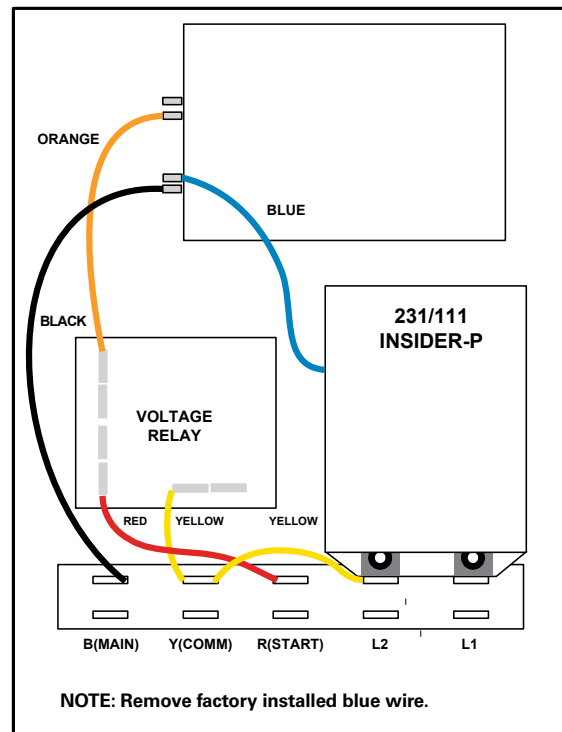 ORANGE
BLUE
BLACK
231/111
INSIDER-P
VOLTAGE
RELAY
RED YELLOW YELLOW
B(MAIN) Y(COMM) R(START) L2 L1
NOTE: Remove factory installed blue wire.